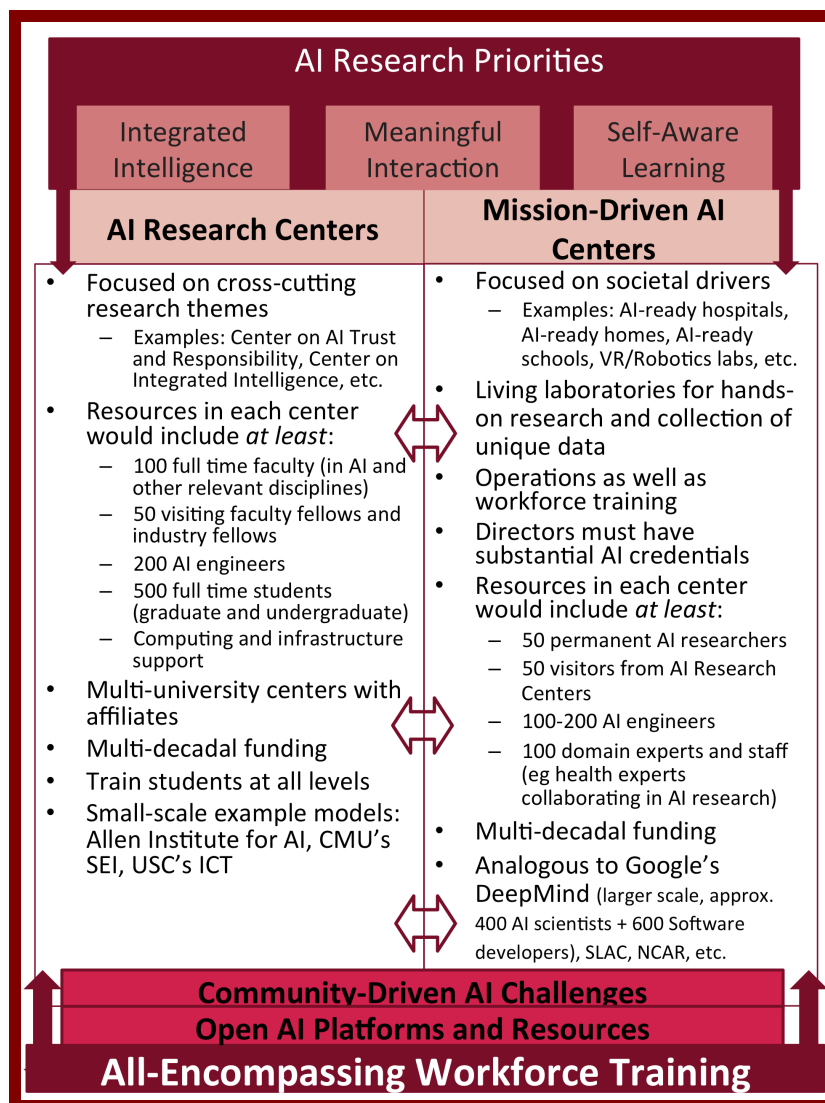 AI Research Priorities
Integrated
Intelligence
Meaningful
Interaction
Self-Aware
Learning
AI Research Centers
• Focused on cross-cutting
research themes
– Examples: Center on AI Trust
and Responsibility, Center on
Integrated Intelligence, etc.
• Resources in each center
would include at least:
– 100 full time faculty (in AI and
other relevant disciplines)
– 50 visiting faculty fellows and
industry fellows
– 200 AI engineers
– 500 full time students
(graduate and undergraduate)
– Computing and infrastructure
support
• Multi-university centers with
affiliates
• Multi-decadal funding
• Train students at all levels
• Small-scale example models:
Allen Institute for AI, CMU's
SEI, USC's ICT
Mission-Driven AI
Centers
• Focused on societal drivers
– Examples: AI-ready hospitals,
AI-ready homes, AI-ready
schools, VR/Robotics labs, etc.
• Living laboratories for hands-
on research and collection of
unique data
• Operations as well as
workforce training
• Directors must have
substantial AI credentials
• Resources in each center
would include at least:
– 50 permanent AI researchers
– 50 visitors from AI Research
Centers
– 100-200 AI engineers
– 100 domain experts and staff
(eg health experts
collaborating in AI research)
• Multi-decadal funding
• Analogous to Google's
DeepMind (larger scale, approx.
400 AI scientists + 600 Software
developers), SLAC, NCAR, etc.
Community-Driven AI Challenges
Open AI Platforms and Resources
All-Encompassing Workforce Training